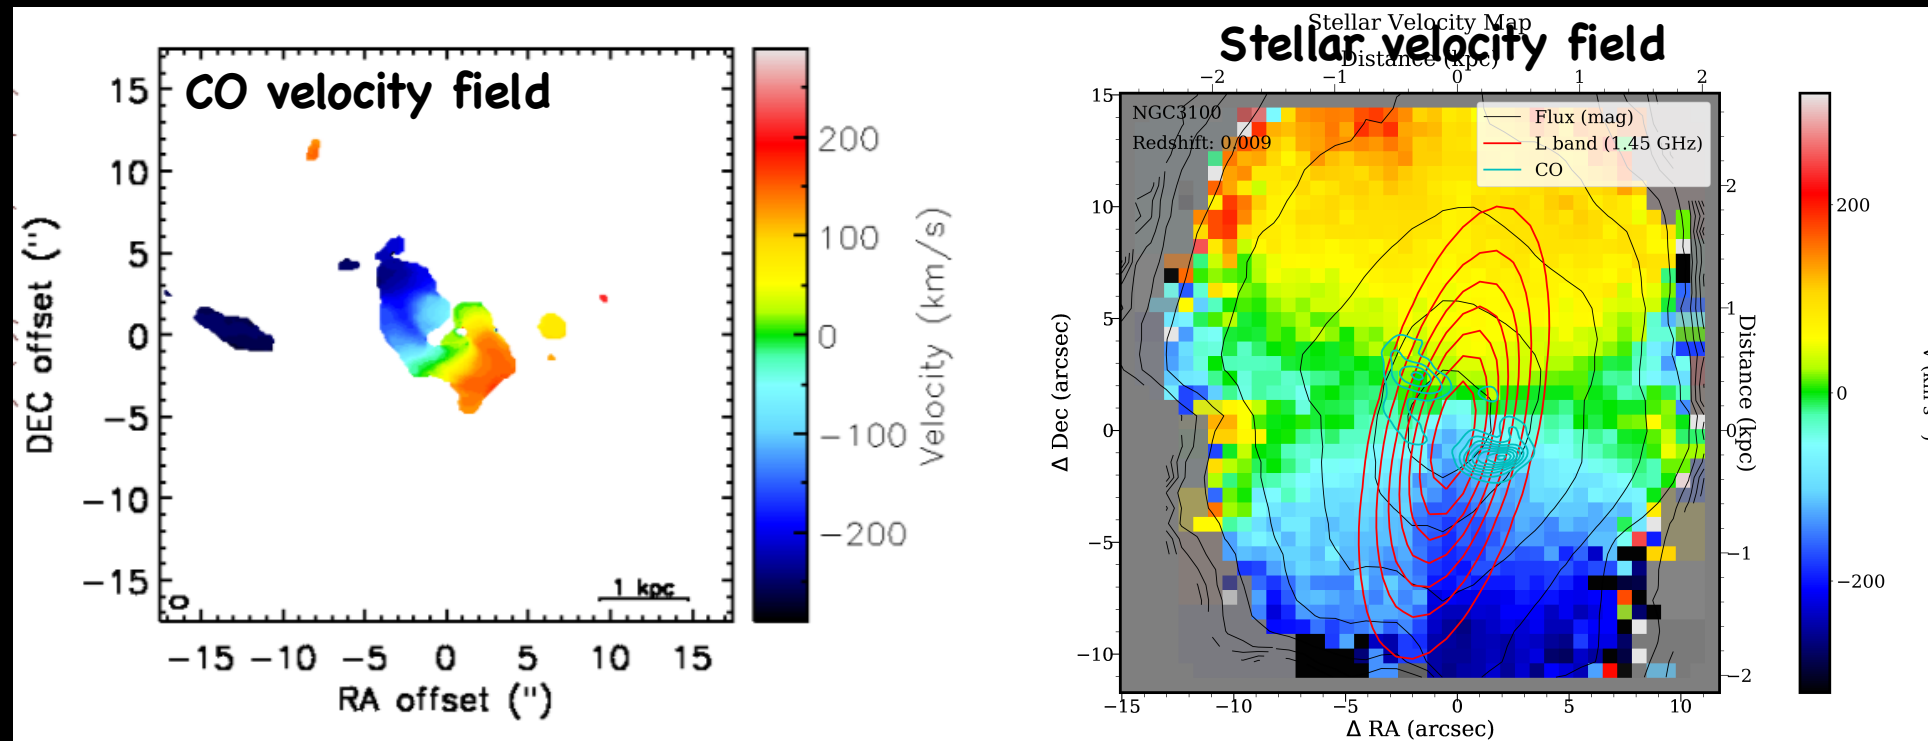 CO velocity field
15
10
5
0
−5
−10
−15
DEC offset (")
−15 −10 −5 0 5 10 15
RA offset (")
1 kpc
200
100
0
−100
−200
Velocity (km/s)
Stellar Velocity Map
Stellar velocity field
Distance (kpc)
−2 −1 0 1 2
NGC3100
Redshift: 0.009
Flux (mag)
L band (1.45 GHz)
CO
15
10
5
0
−5
−10
Δ Dec (arcsec)
2
1
0
−1
−2
Distance (kpc)
−15 −10 −5 0 5 10
Δ RA (arcsec)
200
0
−200